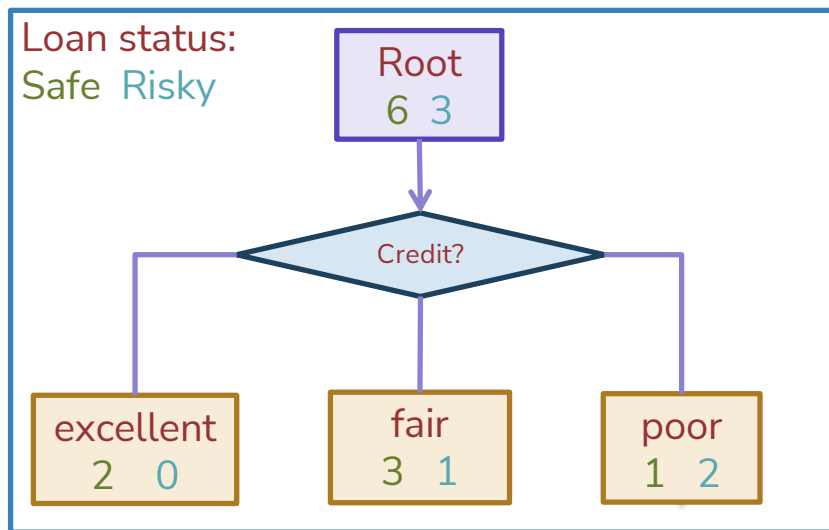 Loan status:
Safe Risky
Root
6 3
Credit?
excellent
2 0
fair
3 1
poor
1 2